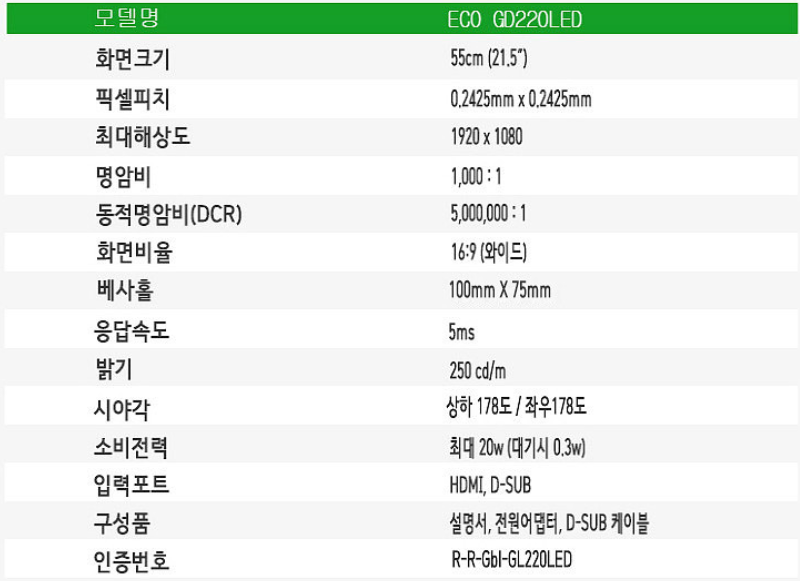 모델명 ECO GD220LED
화면크기 55cm (21.5")
픽셀피치 0.2425mm x 0.2425mm
최대해상도 1920 x 1080
명암비 1,000 : 1
동적명암비(DCR) 5,000,000 : 1
화면비율 16:9 (와이드)
베사홀 100mm X 75mm
응답속도 5ms
밝기 250 cd/m
시야각 상하 178도 / 좌우178도
소비전력 최대 20w (대기시 0.3w)
입력포트 HDMI, D-SUB
구성품 설명서, 전원어댑터, D-SUB 케이블
인증번호 R-R-Gbl-GL220LED